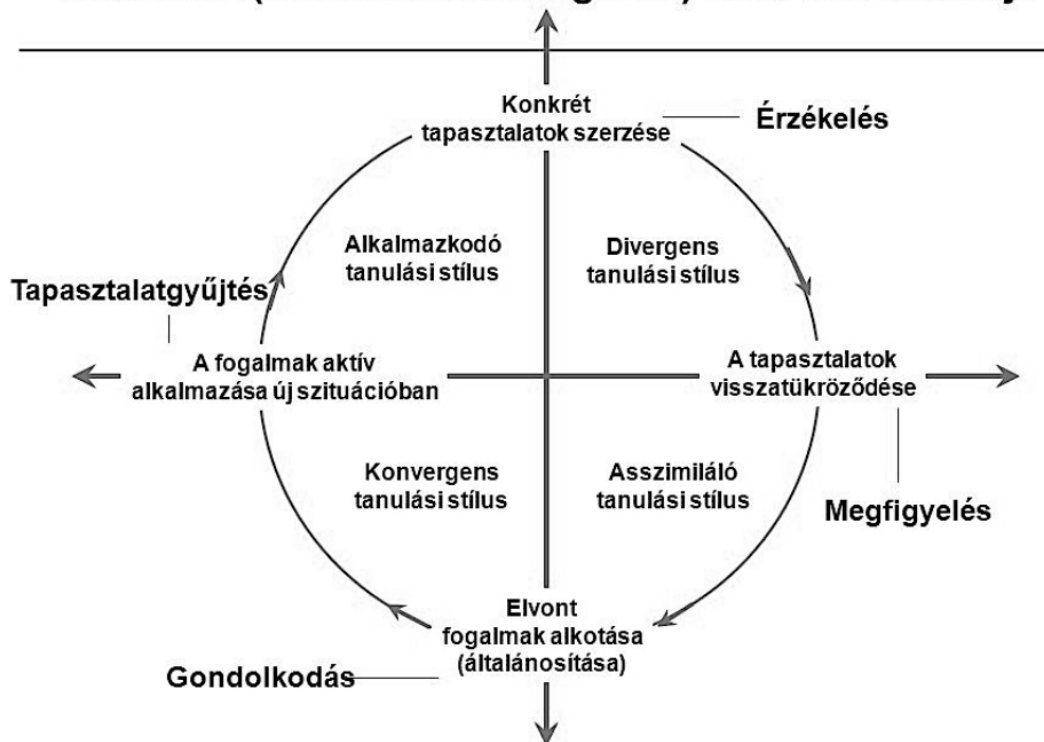 Konkrét
tapasztalatok szerzése
Érzékelés
Alkalmazkodó
tanulási stílus
Divergens
tanulási stílus
Tapasztalatgyűjtés
A fogalmak aktív
alkalmazása új szituációban
A tapasztalatok
visszatükröződése
Konvergens
tanulási stílus
Asszimiláló
tanulási stílus
Megfigyelés
Elvont
fogalmak alkotása
(általánosítása)
Gondolkodás